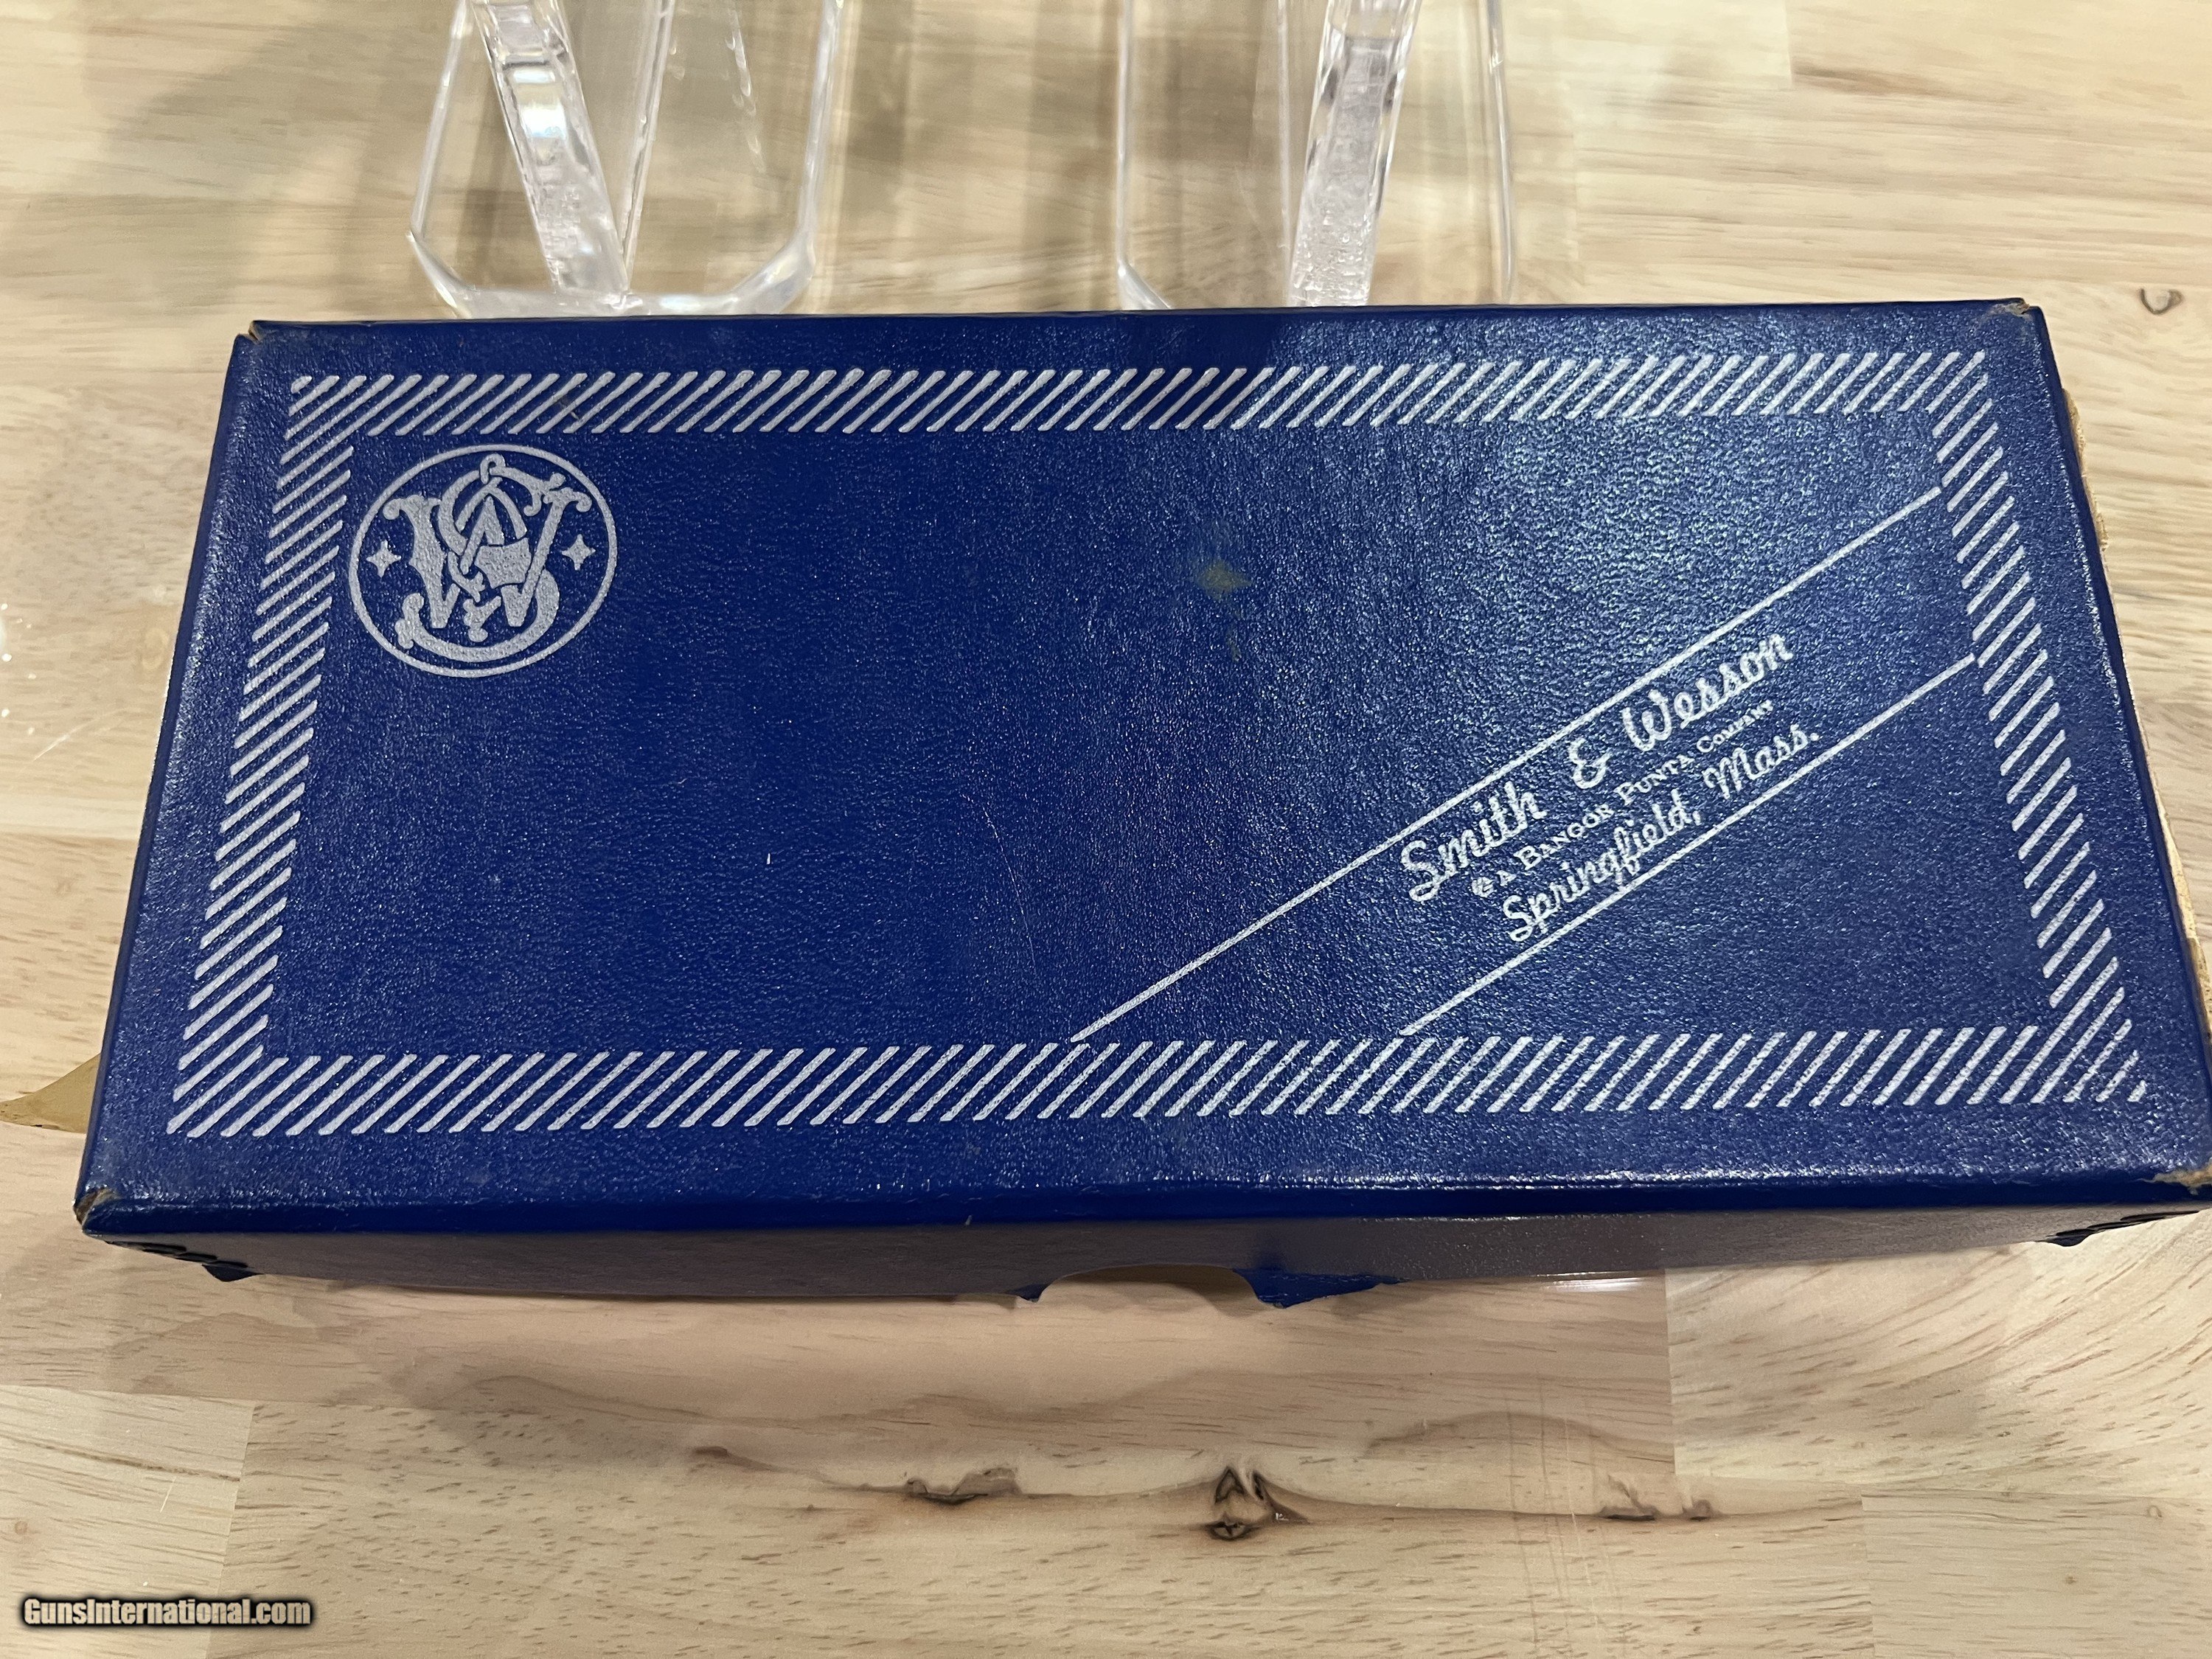 S&W
Smith & Wesson
A BANGOR PUNTA COMPANY
Springfield, Mass.
GunsInternational.com